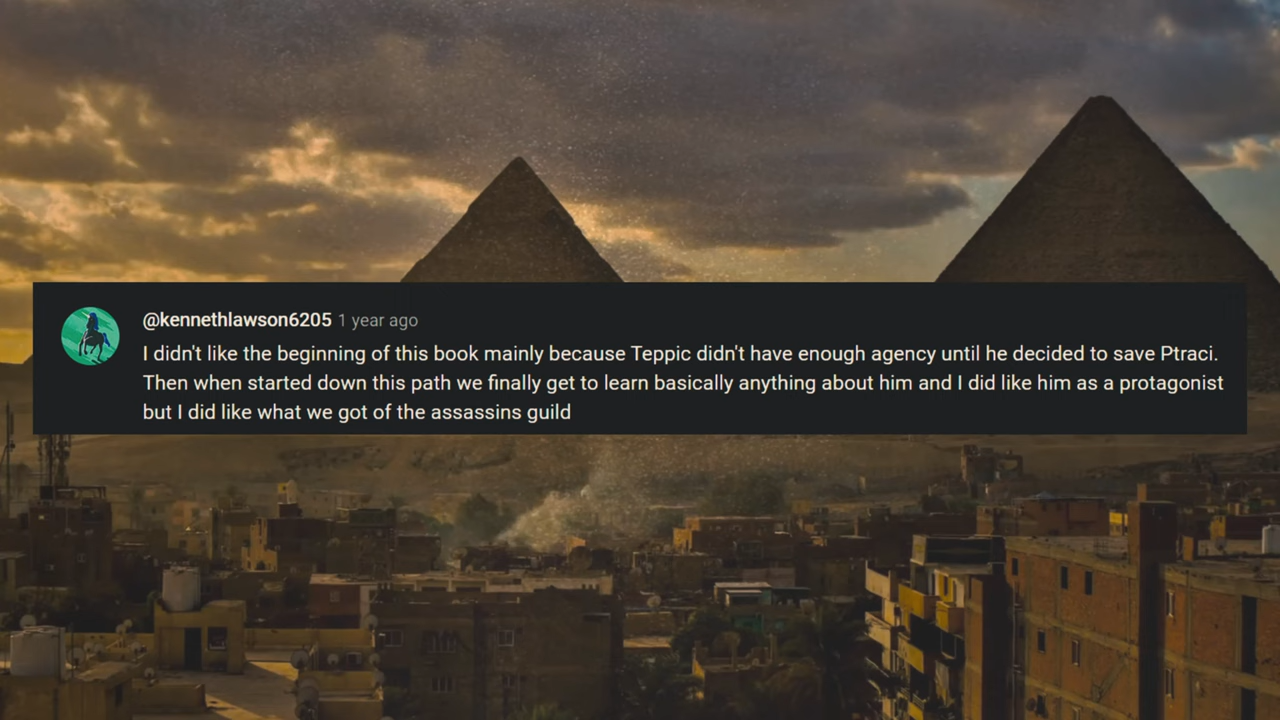 @kennethlawson6205 1 year ago
I didn't like the beginning of this book mainly because Teppic didn't have enough agency until he decided to save Ptraci.
Then when started down this path we finally get to learn basically anything about him and I did like him as a protagonist
but I did like what we got of the assassins guild